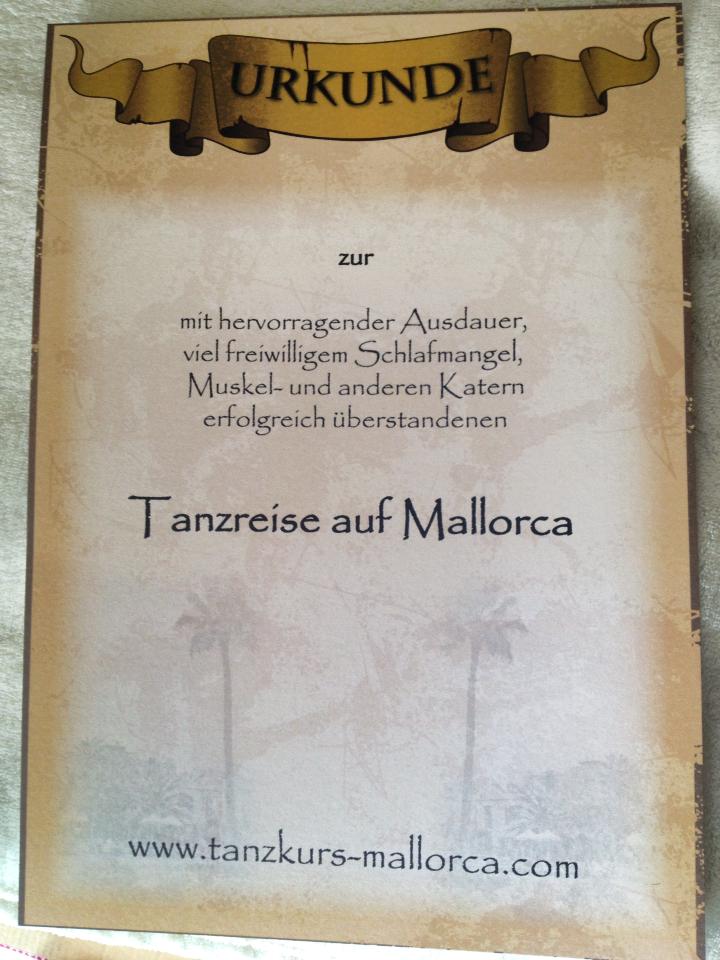 URKUNDE
zur
mit hervorragender Ausdauer,
viel freiwilligem Schlafmangel,
Muskel- und anderen Katern
erfolgreich überstandenen
Tanzreise auf Mallorca
www.tanzkurs-mallorca.com